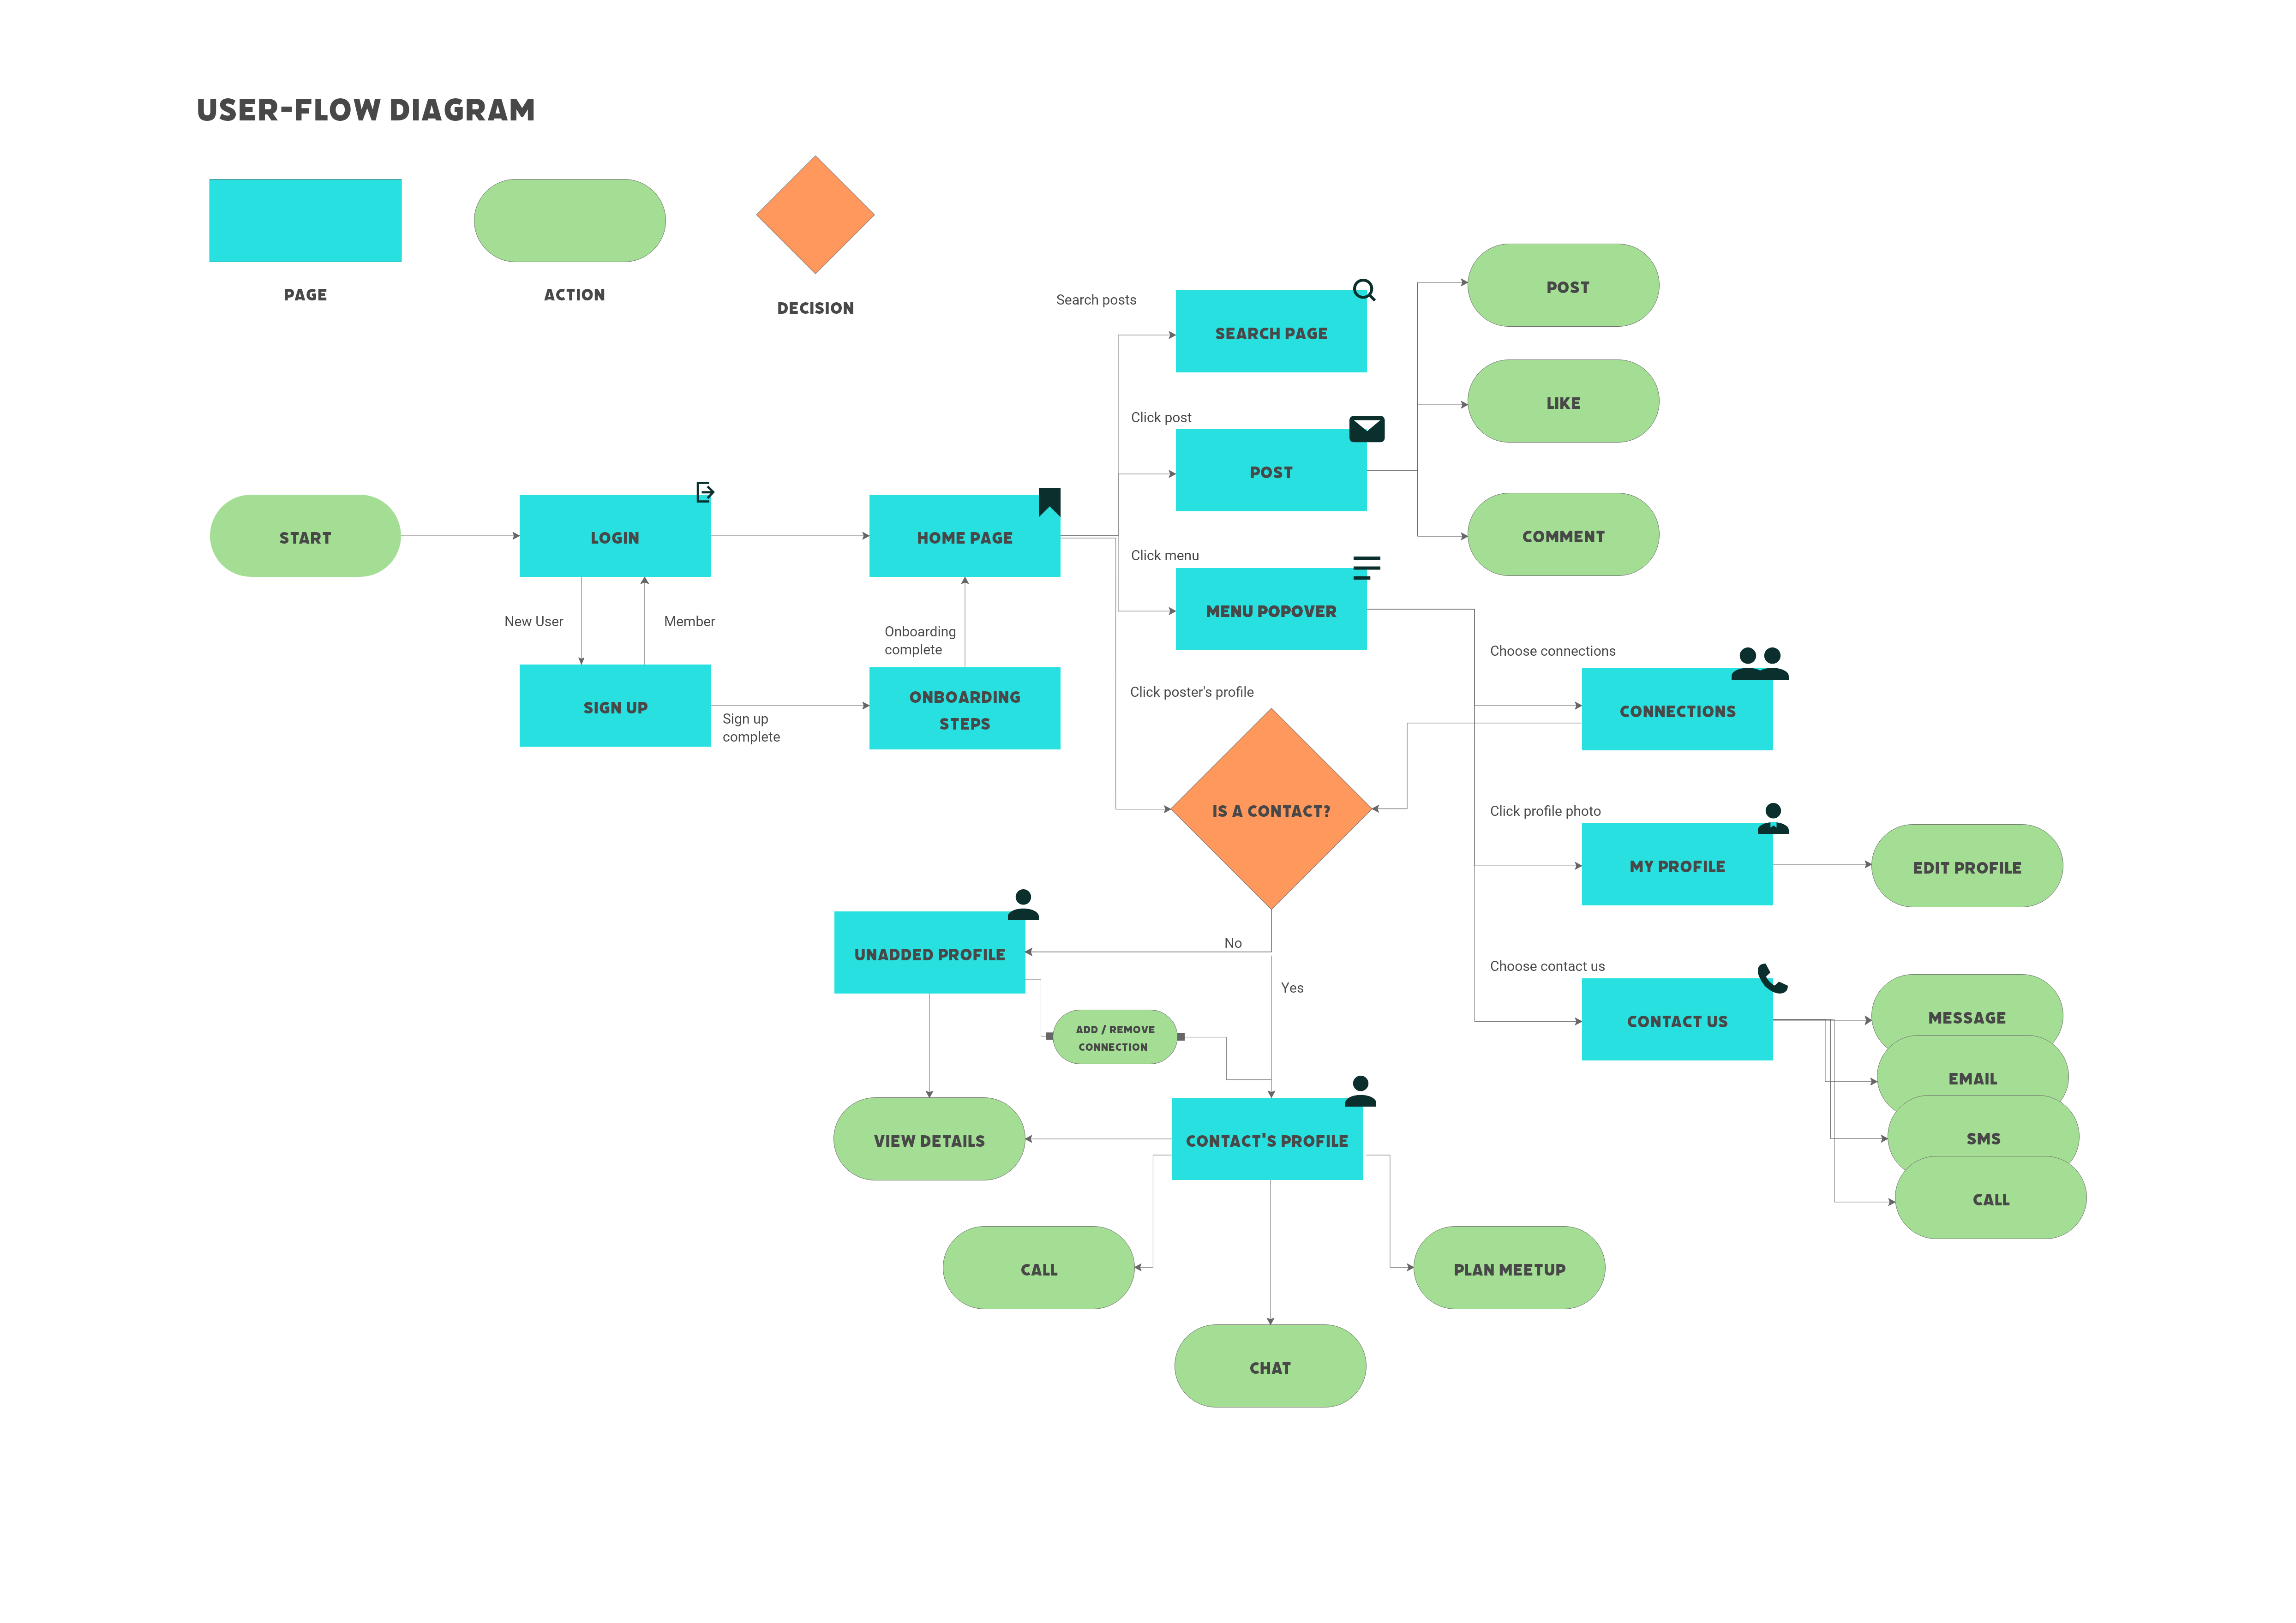 USER-FLOW DIAGRAM
PAGE
ACTION
DECISION
Search posts
SEARCH PAGE
POST
LIKE
Click post
POST
COMMENT
START
LOGIN
HOME PAGE
Click menu
MENU POPOVER
New User
Member
Onboarding
complete
SIGN UP
Sign up
complete
ONBOARDING
STEPS
Click poster's profile
Choose connections
CONNECTIONS
IS A CONTACT?
Click profile photo
MY PROFILE
EDIT PROFILE
UNADDED PROFILE
No
Yes
Choose contact us
CONTACT US
MESSAGE
EMAIL
SMS
CALL
ADD / REMOVE
CONNECTION
VIEW DETAILS
CONTACT'S PROFILE
CALL
PLAN MEETUP
CHAT